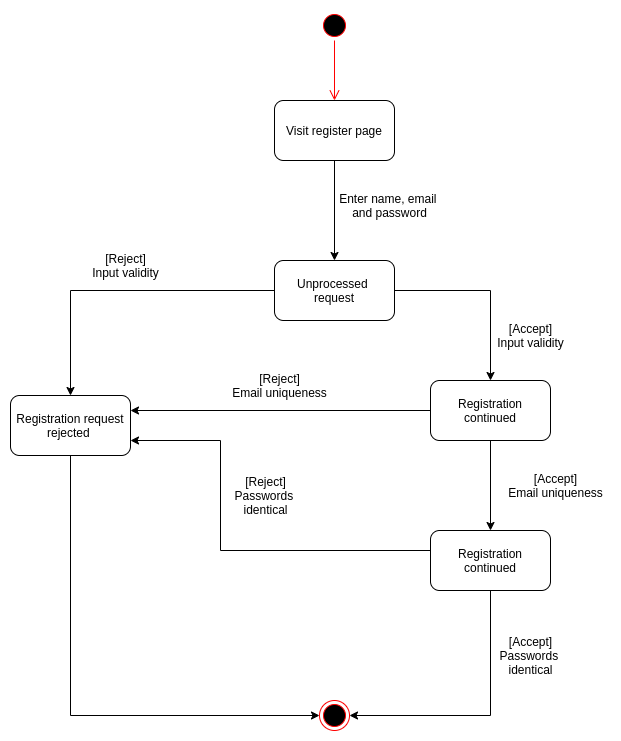 Visit register page
Enter name, email
and password
[Reject]
Input validity
Unprocessed
request
[Accept]
Input validity
[Reject]
Email uniqueness
Registration
continued
Registration request
rejected
[Reject]
Passwords
identical
[Accept]
Email uniqueness
Registration
continued
[Accept]
Passwords
identical